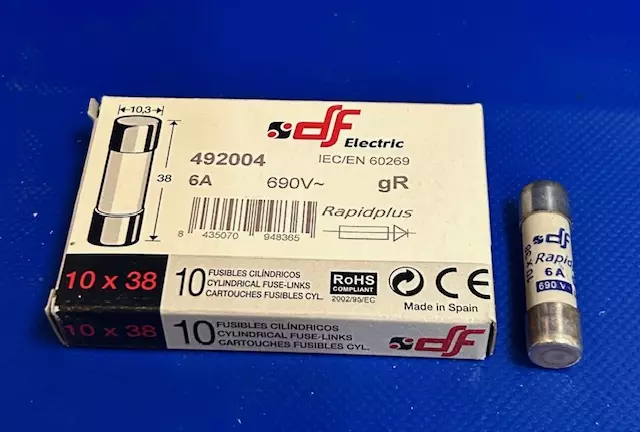 10,3
38
df Electric
492004
IEC/EN 60269
6A 690V~ gR
Rapidplus
8 435070 948365
10 x 38
10 FUSIBLES CILÍNDRICOS
CYLINDRICAL FUSE-LINKS
CARTOUCHES FUSIBLES CYL.
RoHS
COMPLIANT
2002/95/EC
CE
Made in Spain
10 x 38
10 FUSIBLES CILÍNDRICOS
CYLINDRICAL FUSE-LINKS
CARTOUCHES FUSIBLES CYL.
df
df
Rapid
6A
690 V
10 x 38